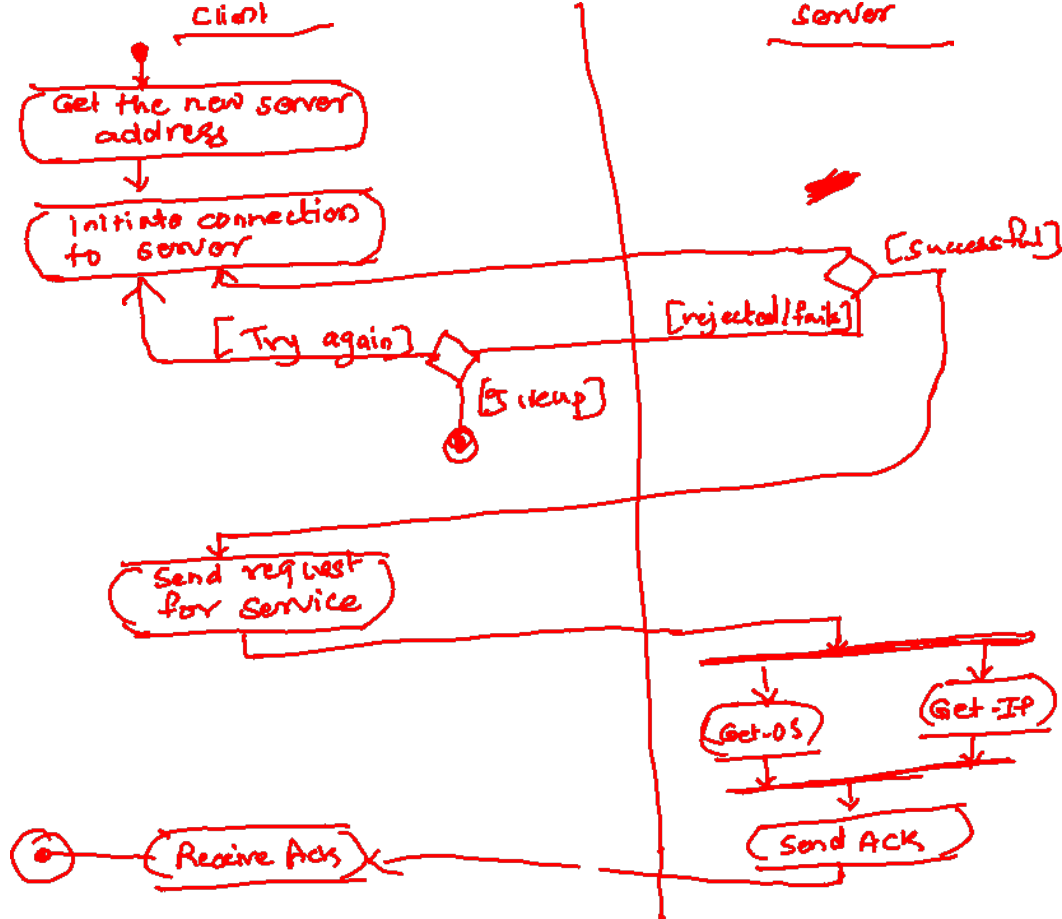 Client
Server
Get the new server
address
Initiate connection
to server
[successful]
[rejected/fails]
[Try again]
[giveup]
Send request
for service
Get-OS
Get-IP
Send ACK
Receive Ack